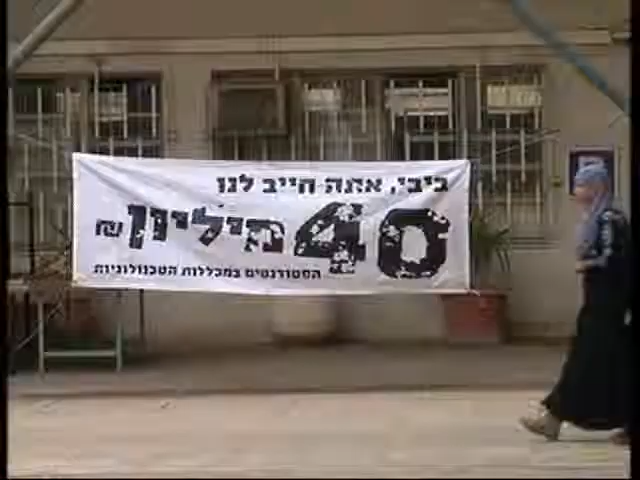 ביבי, אתה חייב לנו
40 מיליון ₪
הסטודנטים במכללות הטכנולוגיות